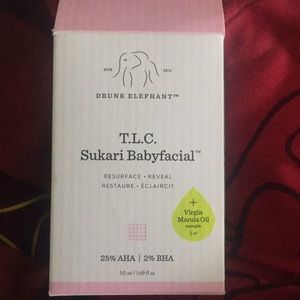 ESTD 2012
DRUNK ELEPHANT™
T.L.C.
Sukari Babyfacial™
RESURFACE • REVEAL
RESTAURE • ÉCLAIRCIT
+
Virgin
Marula Oil
sample
25% AHA | 2% BHA
50 ml / 1.69 fl oz